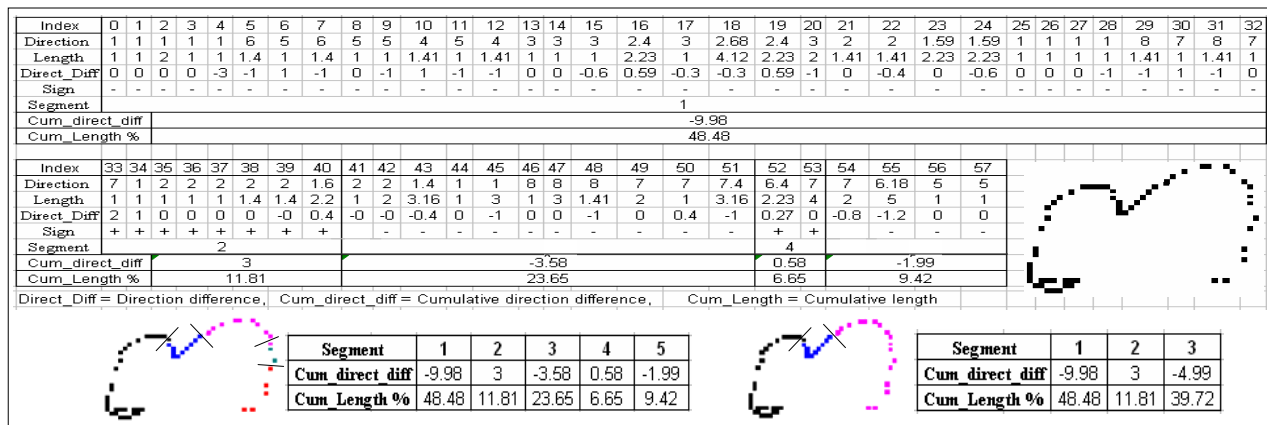 Index 0 1 2 3 4 5 6 7 8 9 10 11 12 13 14 15 16 17 18 19 20 21 22 23 24 25 26 27 28 29 30 31 32
Direction 1 1 1 1 1 6 5 6 5 5 4 5 4 3 3 3 2.4 3 2.68 2.4 3 2 2 1.59 1.59 1 1 1 1 8 7 8 7
Length 1 1 2 1 1 1.4 1 1.4 1 1 1.41 1 1.41 1 1 1 2.23 1 4.12 2.23 2 1.41 1.41 2.23 2.23 1 1 1 1 1.41 1 1.41 1
Direct_Diff 0 0 0 0 -3 -1 1 -1 0 -1 1 -1 -1 0 0 -0.6 0.59 -0.3 -0.3 0.59 -1 0 -0.4 0 -0.6 0 0 0 -1 -1 1 -1 0
Sign - - - - - - - - - - - - - - - - - - - - - - - - - - - - - - - - -
Segment 1
Cum_direct_diff -9.98
Cum_Length % 48.48
Index 33 34 35 36 37 38 39 40 41 42 43 44 45 46 47 48 49 50 51 52 53 54 55 56 57
Direction 7 1 2 2 2 2 2 1.6 2 2 1.4 1 1 8 8 8 7 7 7.4 6.4 7 7 6.18 5 5
Length 1 1 1 1 1 1.4 1.4 2.2 1 2 3.16 1 3 1 3 1.41 2 1 3.16 2.23 4 2 5 1 1
Direct_Diff 2 1 0 0 0 0 -0 0.4 -0 -0 -0.4 0 -1 0 0 -1 0 0.4 -1 0.27 0 -0.8 -1.2 0 0
Sign + + + + + + + + - - - - - - - - - - + + - - -
Segment 2 4
Cum_direct_diff 3 -3.58 0.58 -1.99
Cum_Length % 11.81 23.65 6.65 9.42
Direct_Diff = Direction difference, Cum_direct_diff = Cumulative direction difference, Cum_Length = Cumulative length
Segment 1 2 3 4 5
Cum_direct_diff -9.98 3 -3.58 0.58 -1.99
Cum_Length % 48.48 11.81 23.65 6.65 9.42
Segment 1 2 3
Cum_direct_diff -9.98 3 -4.99
Cum_Length % 48.48 11.81 39.72